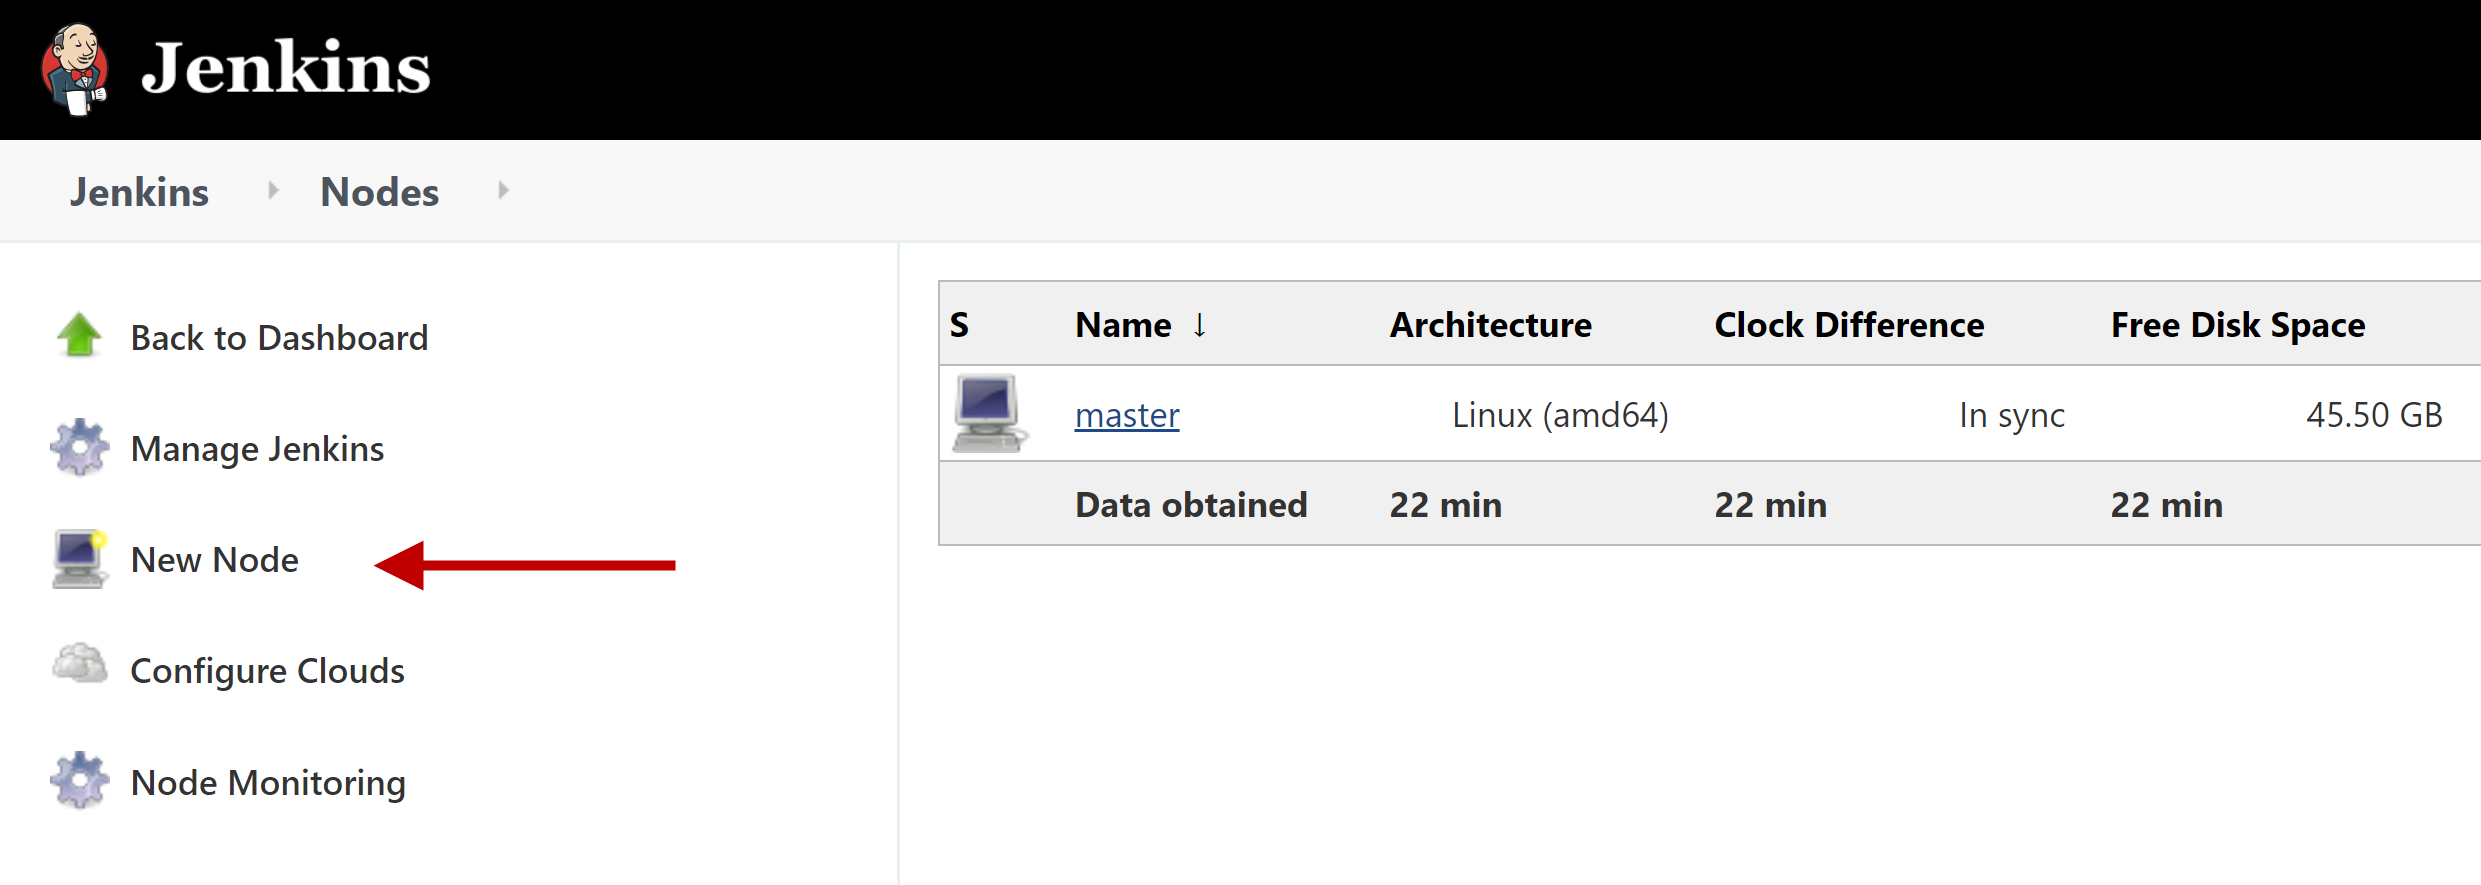 Jenkins
Jenkins Nodes
Back to Dashboard
Manage Jenkins
New Node
Configure Clouds
Node Monitoring
S Name ↓ Architecture Clock Difference Free Disk Space
master Linux (amd64) In sync 45.50 GB
Data obtained 22 min 22 min 22 min